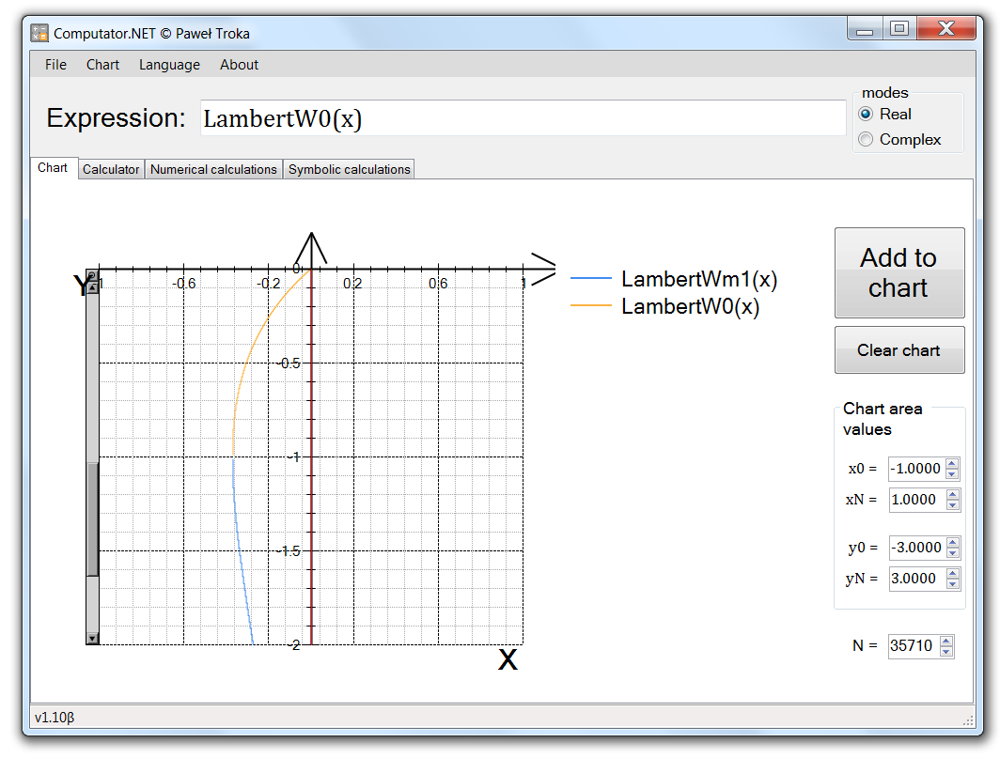 Computator.NET © Paweł Troka
File Chart Language About
Expression: LambertW0(x)
modes
Real
Complex
Chart Calculator Numerical calculations Symbolic calculations
Y
-1 -0.6 -0.2 0.2 0.6 1
0
-0.5
-1
-1.5
-2
X
LambertWm1(x)
LambertW0(x)
Add to
chart
Clear chart
Chart area
values
x0 = -1.0000
xN = 1.0000
y0 = -3.0000
yN = 3.0000
N = 35710
v1.10β